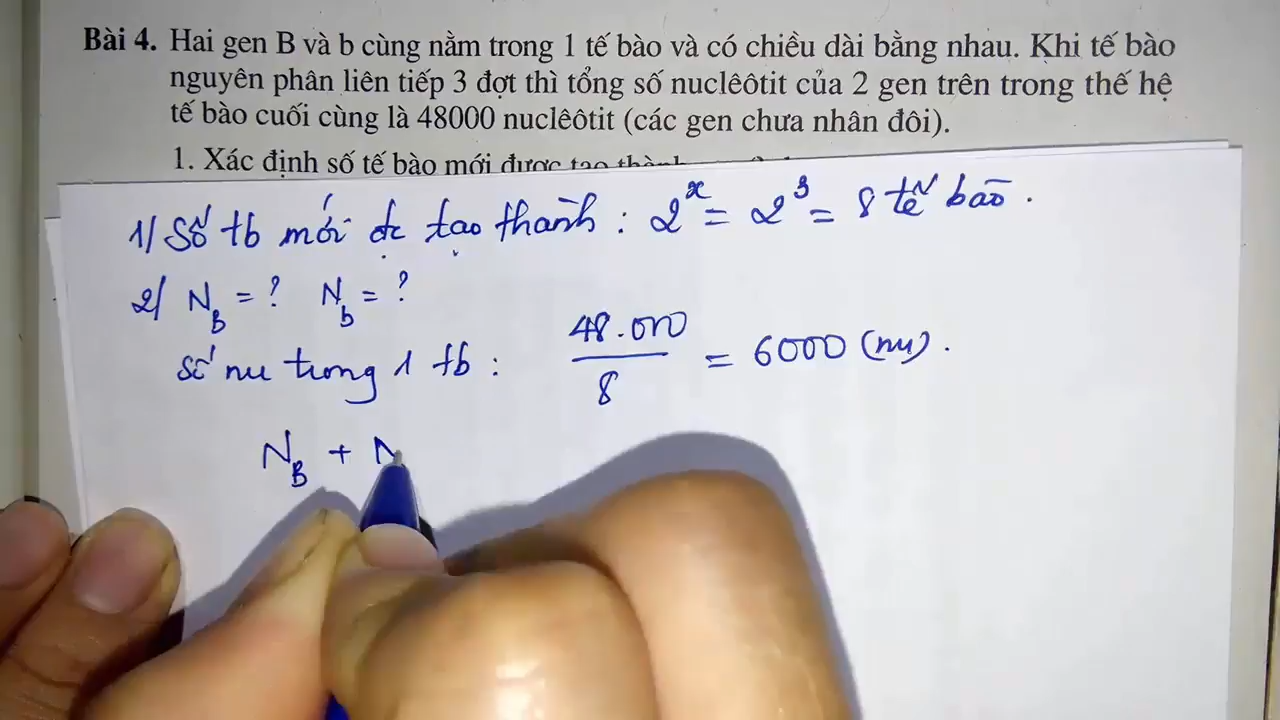 Bài 4. Hai gen B và b cùng nằm trong 1 tế bào và có chiều dài bằng nhau. Khi tế bào
nguyên phân liên tiếp 3 đợt thì tổng số nuclêôtit của 2 gen trên trong thế hệ
tế bào cuối cùng là 48000 nuclêôtit (các gen chưa nhân đôi).
1. Xác định số tế bào mới được tạo thành
1/ Số tb mới đc tạo thành : 2^x = 2^3 = 8 tế bào .
2/ N_B = ? N_b = ?
số nu trong 1 tb : 48.000 / 8 = 6000 (nu) .
N_B + N